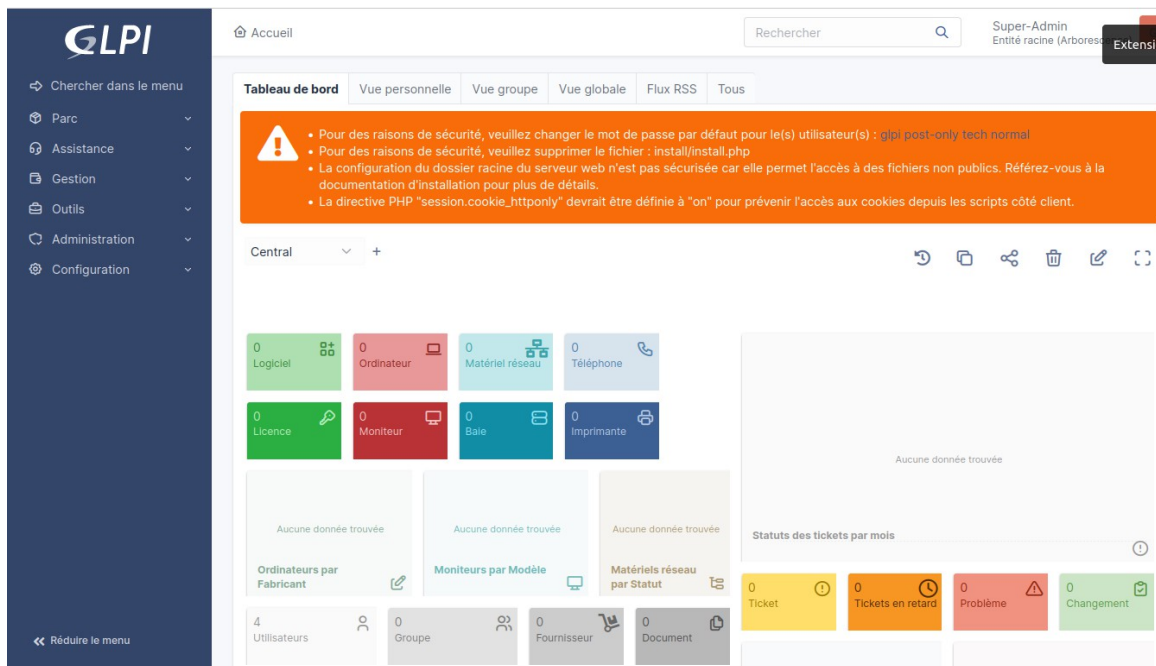 GLPI
Accueil
Rechercher
Super-Admin
Entité racine
Extensi
Chercher dans le menu
Parc
Assistance
Gestion
Outils
Administration
Configuration
Réduire le menu
Tableau de bord Vue personnelle Vue groupe Vue globale Flux RSS Tous
• Pour des raisons de sécurité, veuillez changer le mot de passe par défaut pour le(s) utilisateur(s) : glpi post-only tech normal
• Pour des raisons de sécurité, veuillez supprimer le fichier : install/install.php
• La configuration du dossier racine du serveur web n'est pas sécurisée car elle permet l'accès à des fichiers non publics. Référez-vous à la
documentation d'installation pour plus de détails.
• La directive PHP "session.cookie_httponly" devrait être définie à "on" pour prévenir l'accès aux cookies depuis les scripts côté client.
Central +
0 0 0 0
Logiciel Ordinateur Matériel réseau Téléphone
0 0 0 0
Licence Moniteur Baie Imprimante
Aucune donnée trouvée
Ordinateurs par
Fabricant
Aucune donnée trouvée
Moniteurs par Modèle
Aucune donnée trouvée
Matériels réseau
par Statut
4 0 0 0
Utilisateurs Groupe Fournisseur Document
Aucune donnée trouvée
Statuts des tickets par mois
0 0 0 0
Ticket Tickets en retard Problème Changement